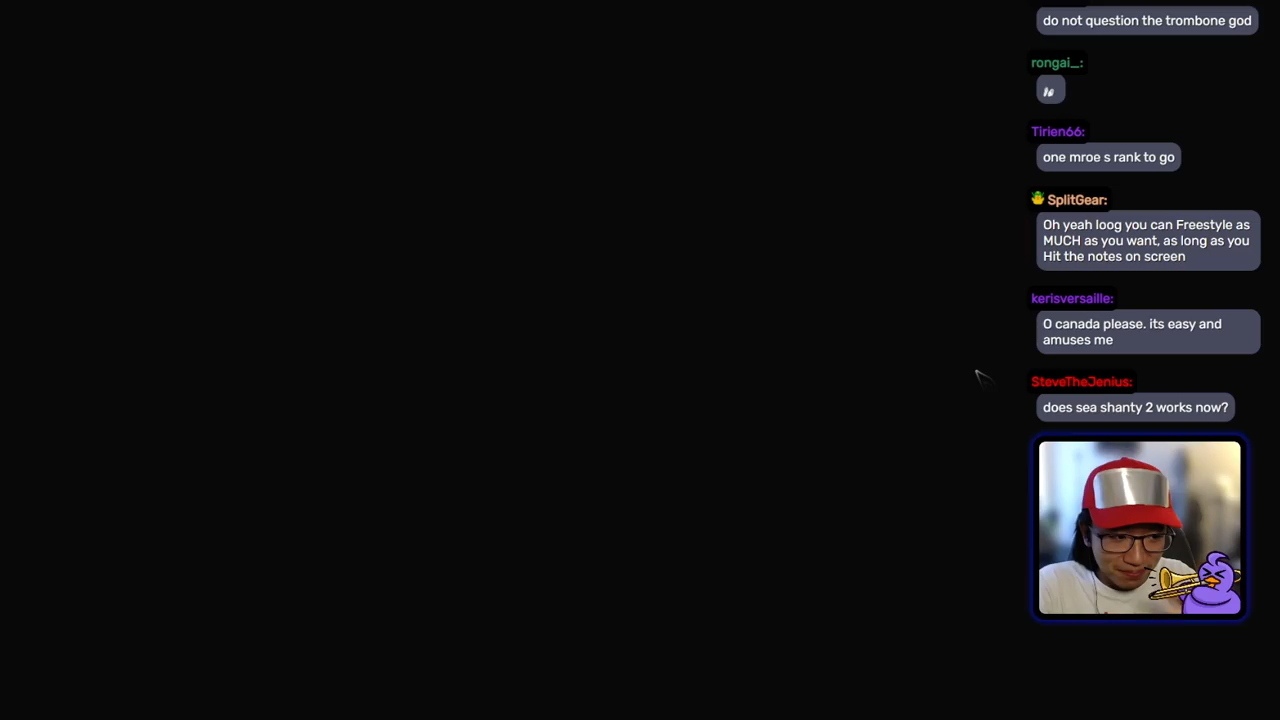 do not question the trombone god
rongai_:
Tirien66:
one mroe s rank to go
SplitGear:
Oh yeah loog you can Freestyle as
MUCH as you want, as long as you
Hit the notes on screen
kerisversaille:
O canada please. its easy and
amuses me
SteveTheJenius:
does sea shanty 2 works now?